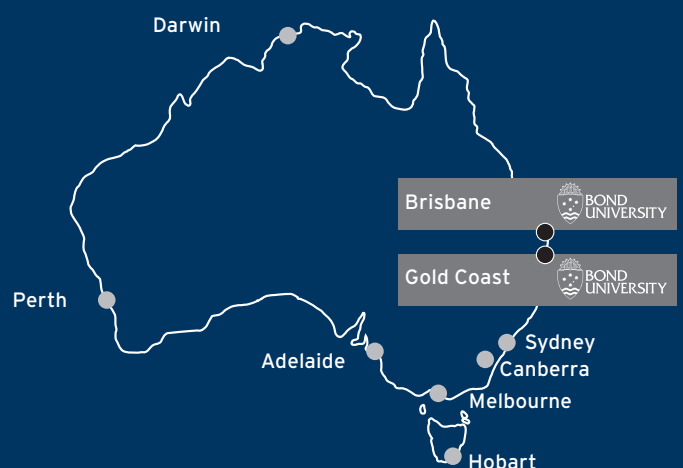 Darwin
Brisbane
BOND
UNIVERSITY
Gold Coast
BOND
UNIVERSITY
Perth
Adelaide
Sydney
Canberra
Melbourne
Hobart